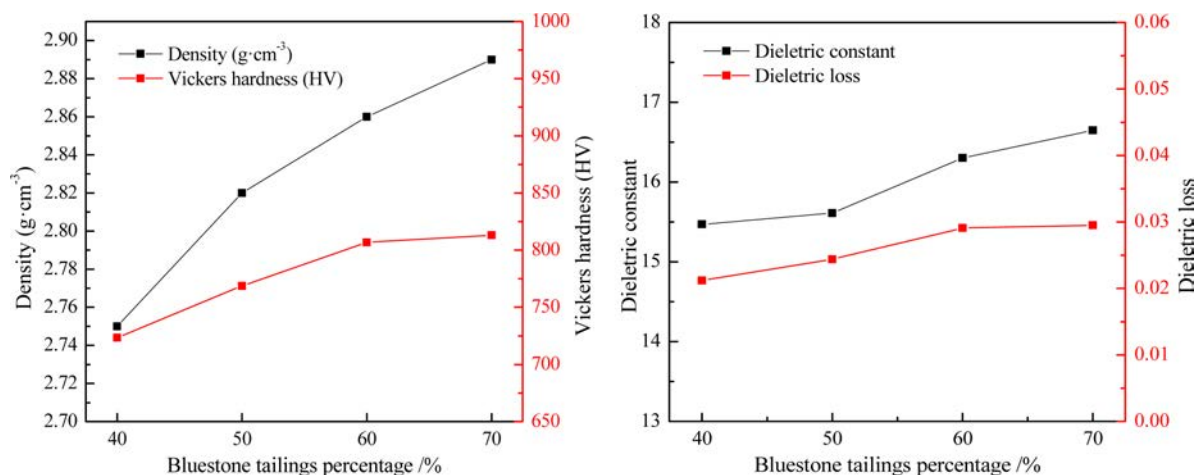 Density (g·cm-3)
Vickers hardness (HV)
2.90
2.88
2.86
2.84
2.82
2.80
2.78
2.76
2.74
2.72
2.70
Density (g·cm-3)
1000
950
900
850
800
750
700
650
Vickers hardness (HV)
40 50 60 70
Bluestone tailings percentage /%
Dieletric constant
Dieletric loss
18
17
16
15
14
13
Dieletric constant
0.06
0.05
0.04
0.03
0.02
0.01
0.00
Dieletric loss
40 50 60 70
Bluestone tailings percentage /%